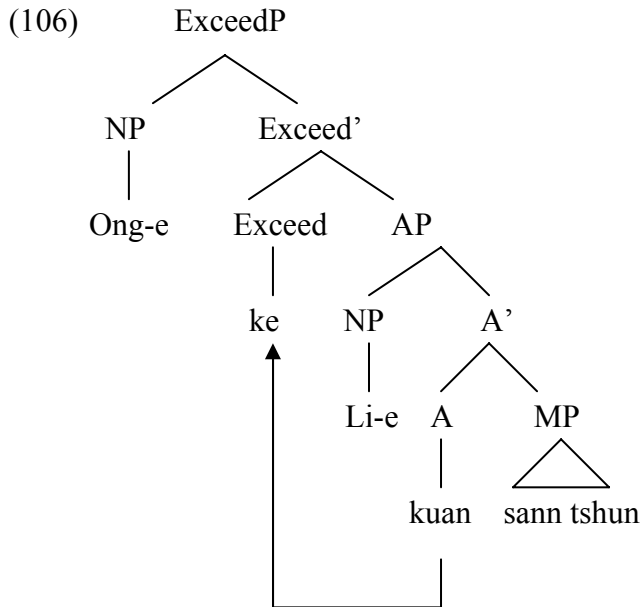 (106) ExceedP
NP Exceed’
Ong-e Exceed AP
ke NP A’
Li-e A MP
kuan sann tshun